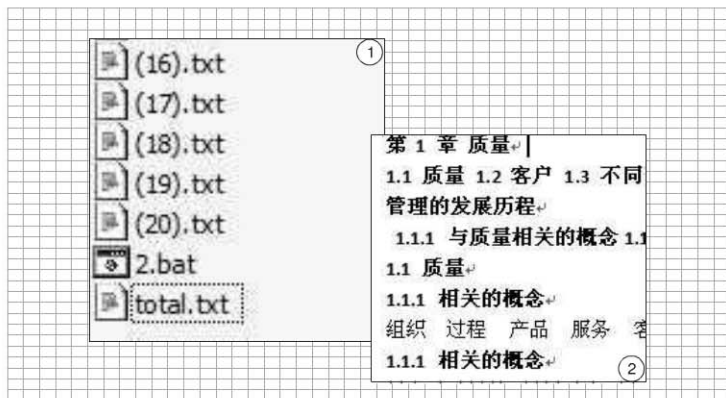 ①
(16).txt
(17).txt
(18).txt
(19).txt
(20).txt
2.bat
total.txt
第 1 章 质量↵
1.1 质量 1.2 客户 1.3 不同
管理的发展历程↵
1.1.1 与质量相关的概念 1.1
1.1 质量↵
1.1.1 相关的概念↵
组织 过程 产品 服务
1.1.1 相关的概念↵
②